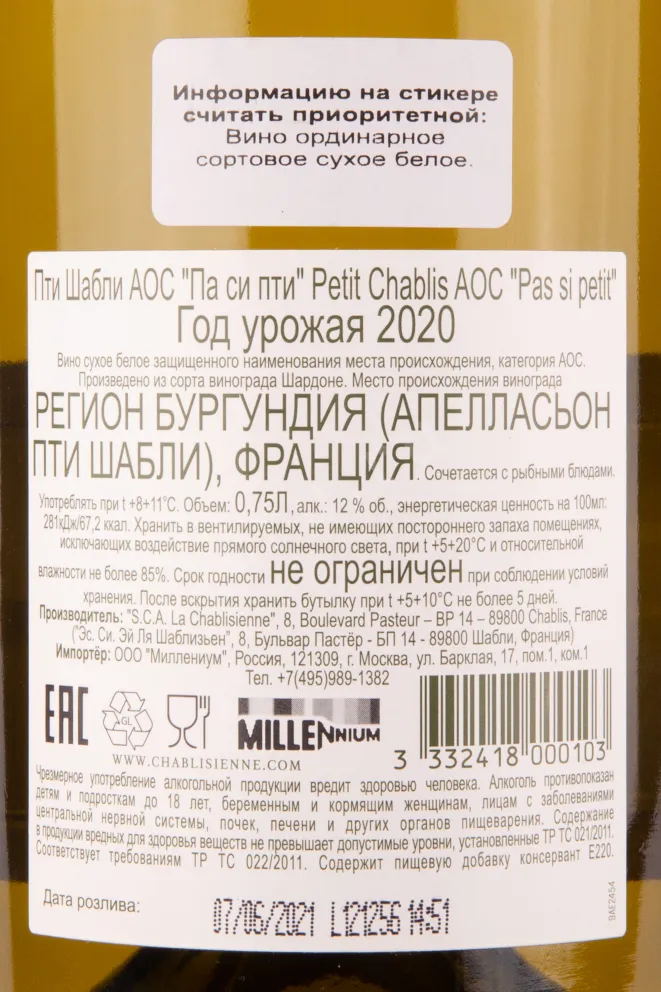 Информацию на стикере
считать приоритетной:
Вино ординарное
сортовое сухое белое.
Пти Шабли АОС "Па си пти" Petit Chablis AOC "Pas si petit"
Год урожая 2020
Вино сухое белое защищенного наименования места происхождения, категория АОС.
Произведено из сорта винограда Шардоне. Место происхождения винограда
РЕГИОН БУРГУНДИЯ (АПЕЛЛАСЬОН
ПТИ ШАБЛИ), ФРАНЦИЯ. Сочетается с рыбными блюдами.
Употреблять при t +8+11°С. Объем: 0,75Л, алк.: 12 % об., энергетическая ценность на 100мл:
281кДж/67,2 ккал. Хранить в вентилируемых, не имеющих постороннего запаха помещениях,
исключающих воздействие прямого солнечного света, при t +5+20°С и относительной
влажности не более 85%. Срок годности не ограничен при соблюдении условий
хранения. После вскрытия хранить бутылку при t +5+10°С не более 5 дней.
Производитель: "S.C.A. La Chablisienne", 8, Boulevard Pasteur – BP 14 – 89800 Chablis, France
("Эс. Си. Эй Ля Шаблизьен", 8, Бульвар Пастёр - БП 14 - 89800 Шабли, Франция)
Импортёр: ООО "Миллениум", Россия, 121309, г. Москва, ул. Барклая, 17, пом.1, ком.1
Тел. +7(495)989-1382
EAC
GL
MILLENNIUM
WWW.CHABLISIENNE.COM
3 332418 000103
Чрезмерное употребление алкогольной продукции вредит здоровью человека. Алкоголь противопоказан
детям и подросткам до 18 лет, беременным и кормящим женщинам, лицам с заболеваниями
центральной нервной системы, почек, печени и других органов пищеварения. Содержание
в продукции вредных для здоровья веществ не превышает допустимые уровни, установленные ТР ТС 021/2011.
Соответствует требованиям ТР ТС 022/2011. Содержит пищевую добавку консервант Е220.
Дата розлива:
07/06/2021 L121256 14:51
9AE2454